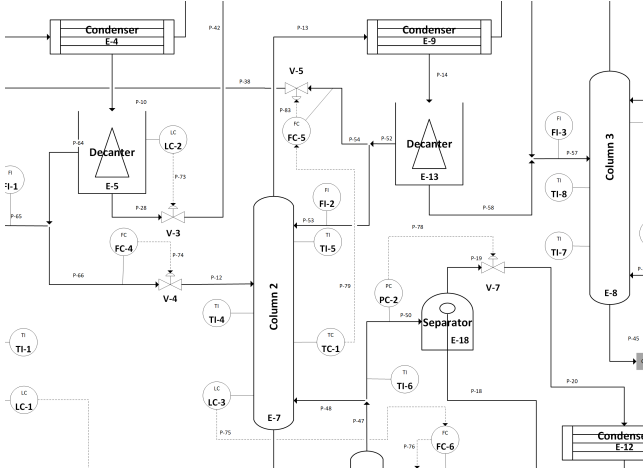 P-42
P-13
Condenser
E-4
Condenser
E-9
V-5
P-14
P-38
P-10
P-83
LC
LC-2
FC
FC-5
P-54
P-52
FI
FI-3
P-64
Decanter
Decanter
P-57
Column 3
FI
FI-1
P-73
E-5
E-13
TI
TI-8
FI
FI-2
P-28
P-58
P-65
V-3
P-53
FC
FC-4
TI
TI-5
P-78
TI
TI-7
P-74
P-19
P-66
P-12
V-4
Column 2
P-79
PC
PC-2
V-7
E-8
TI
TI-4
P-50
Separator
E-18
TI
TI-1
TC
TC-1
P-45
TI
TI-6
P-20
LC
LC-1
LC
LC-3
P-48
P-18
E-7
P-47
P-75
P-76
FC
FC-6
Condense
E-12